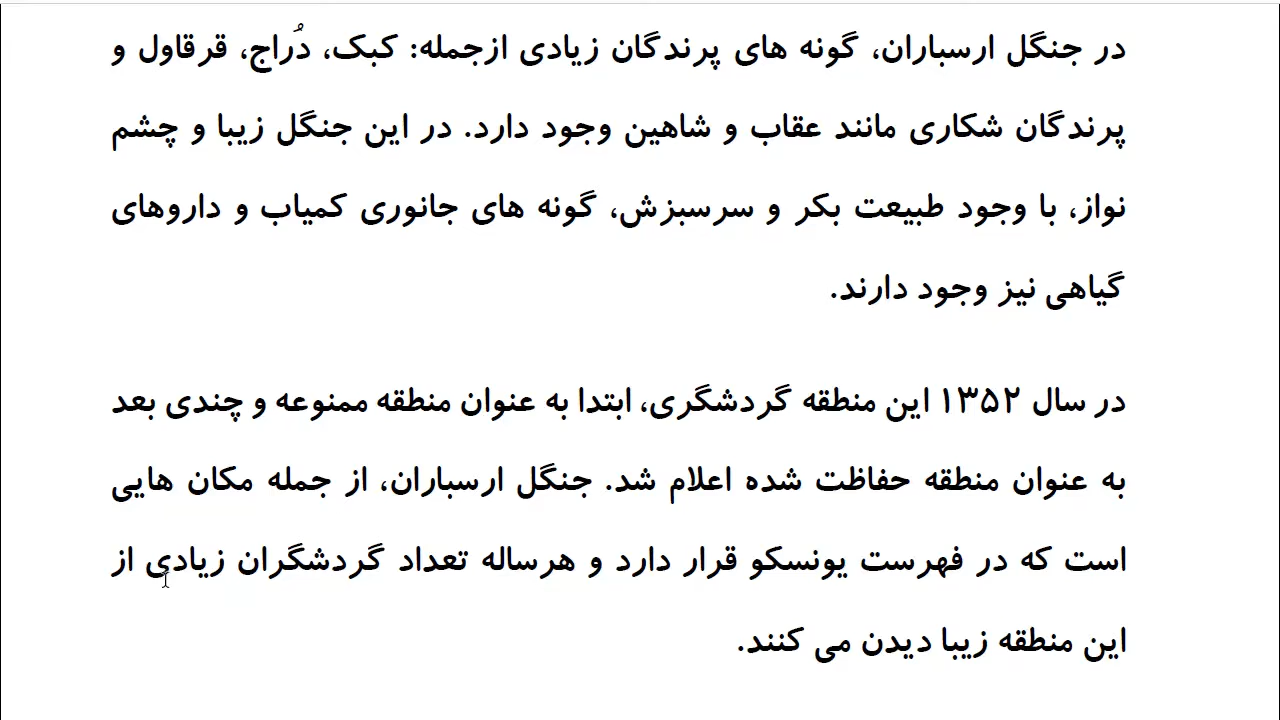 در جنگل ارسباران، گونه های پرندگان زیادی ازجمله: کبک، دُراج، قرقاول و
پرندگان شکاری مانند عقاب و شاهین وجود دارد. در این جنگل زیبا و چشم
نواز، با وجود طبیعت بکر و سرسبزش، گونه های جانوری کمیاب و داروهای
گیاهی نیز وجود دارند.
در سال ۱۳۵۲ این منطقه گردشگری، ابتدا به عنوان منطقه ممنوعه و چندی بعد
به عنوان منطقه حفاظت شده اعلام شد. جنگل ارسباران، از جمله مکان هایی
است که در فهرست یونسکو قرار دارد و هرساله تعداد گردشگران زیادی از
این منطقه زیبا دیدن می کنند.